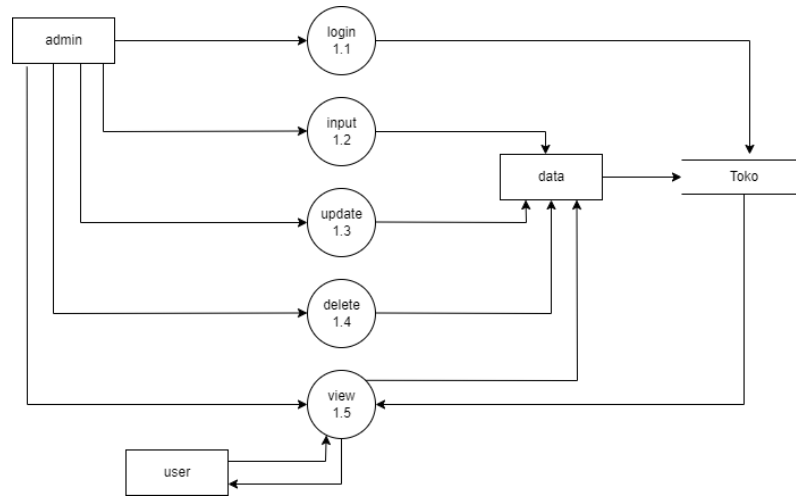 admin
login
1.1
input
1.2
data
Toko
update
1.3
delete
1.4
view
1.5
user